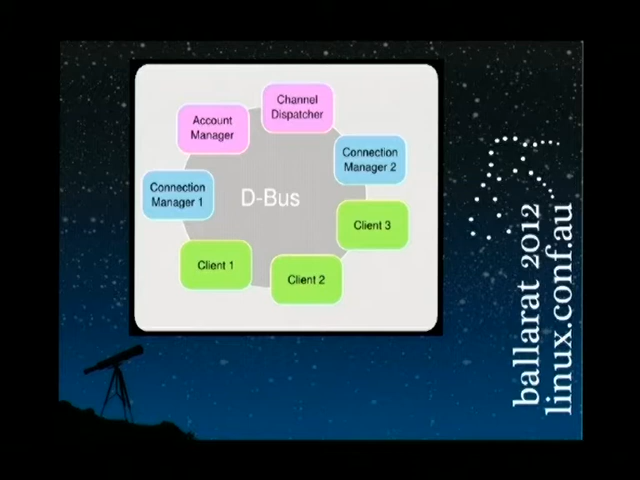 Channel
Dispatcher
Account
Manager
Connection
Manager 2
Connection
Manager 1
D-Bus
Client 3
Client 1
Client 2
ballarat 2012
linux.conf.au